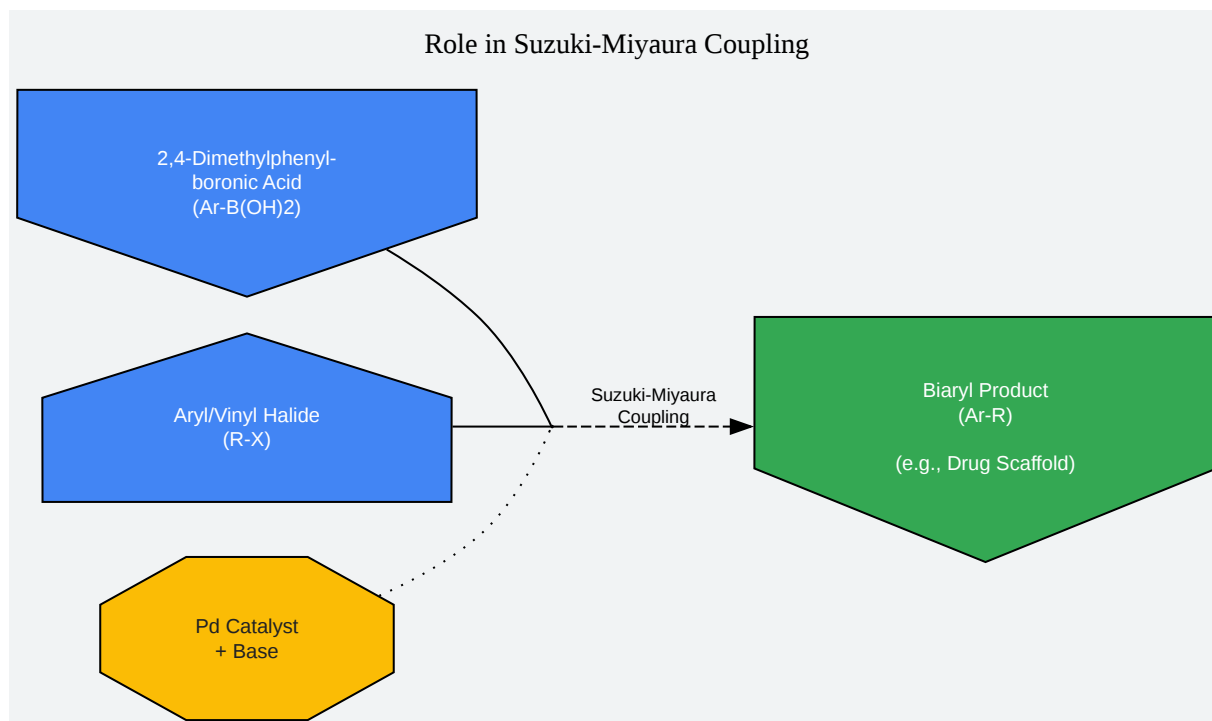 Role in Suzuki-Miyaura Coupling
2,4-Dimethylphenyl-
boronic Acid
(Ar-B(OH)2)
Aryl/Vinyl Halide
(R-X)
Suzuki-Miyaura
Coupling
Biaryl Product
(Ar-R)
(e.g., Drug Scaffold)
Pd Catalyst
+ Base